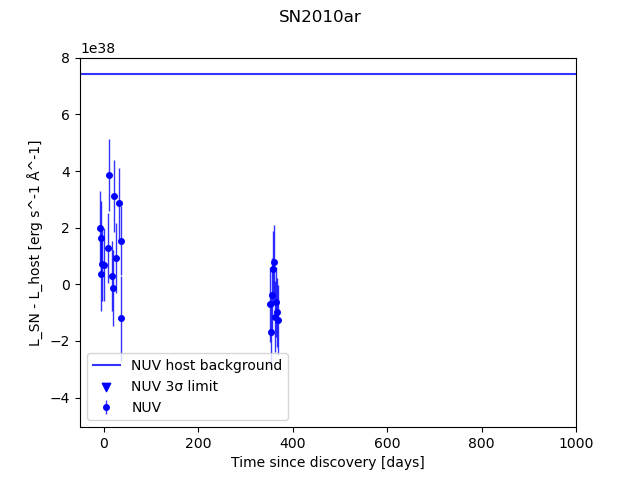 SN2010ar
1e38
8
6
4
2
0
−2
−4
L_SN - L_host [erg s^-1 Å^-1]
NUV host background
NUV 3σ limit
NUV
0
200
400
600
800
1000
Time since discovery [days]